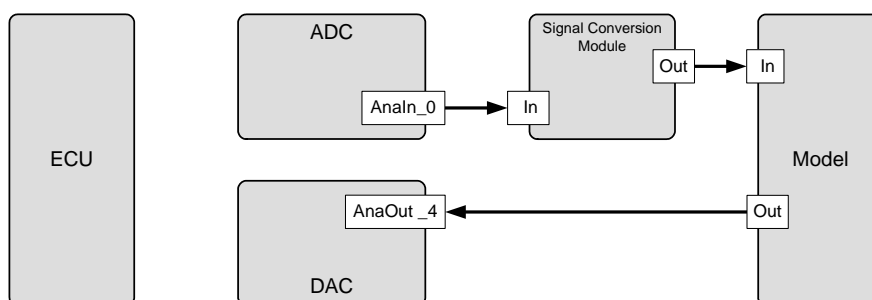 ADC
Signal Conversion
Module
Out
In
AnaIn_0
In
ECU
Model
AnaOut _4
Out
DAC